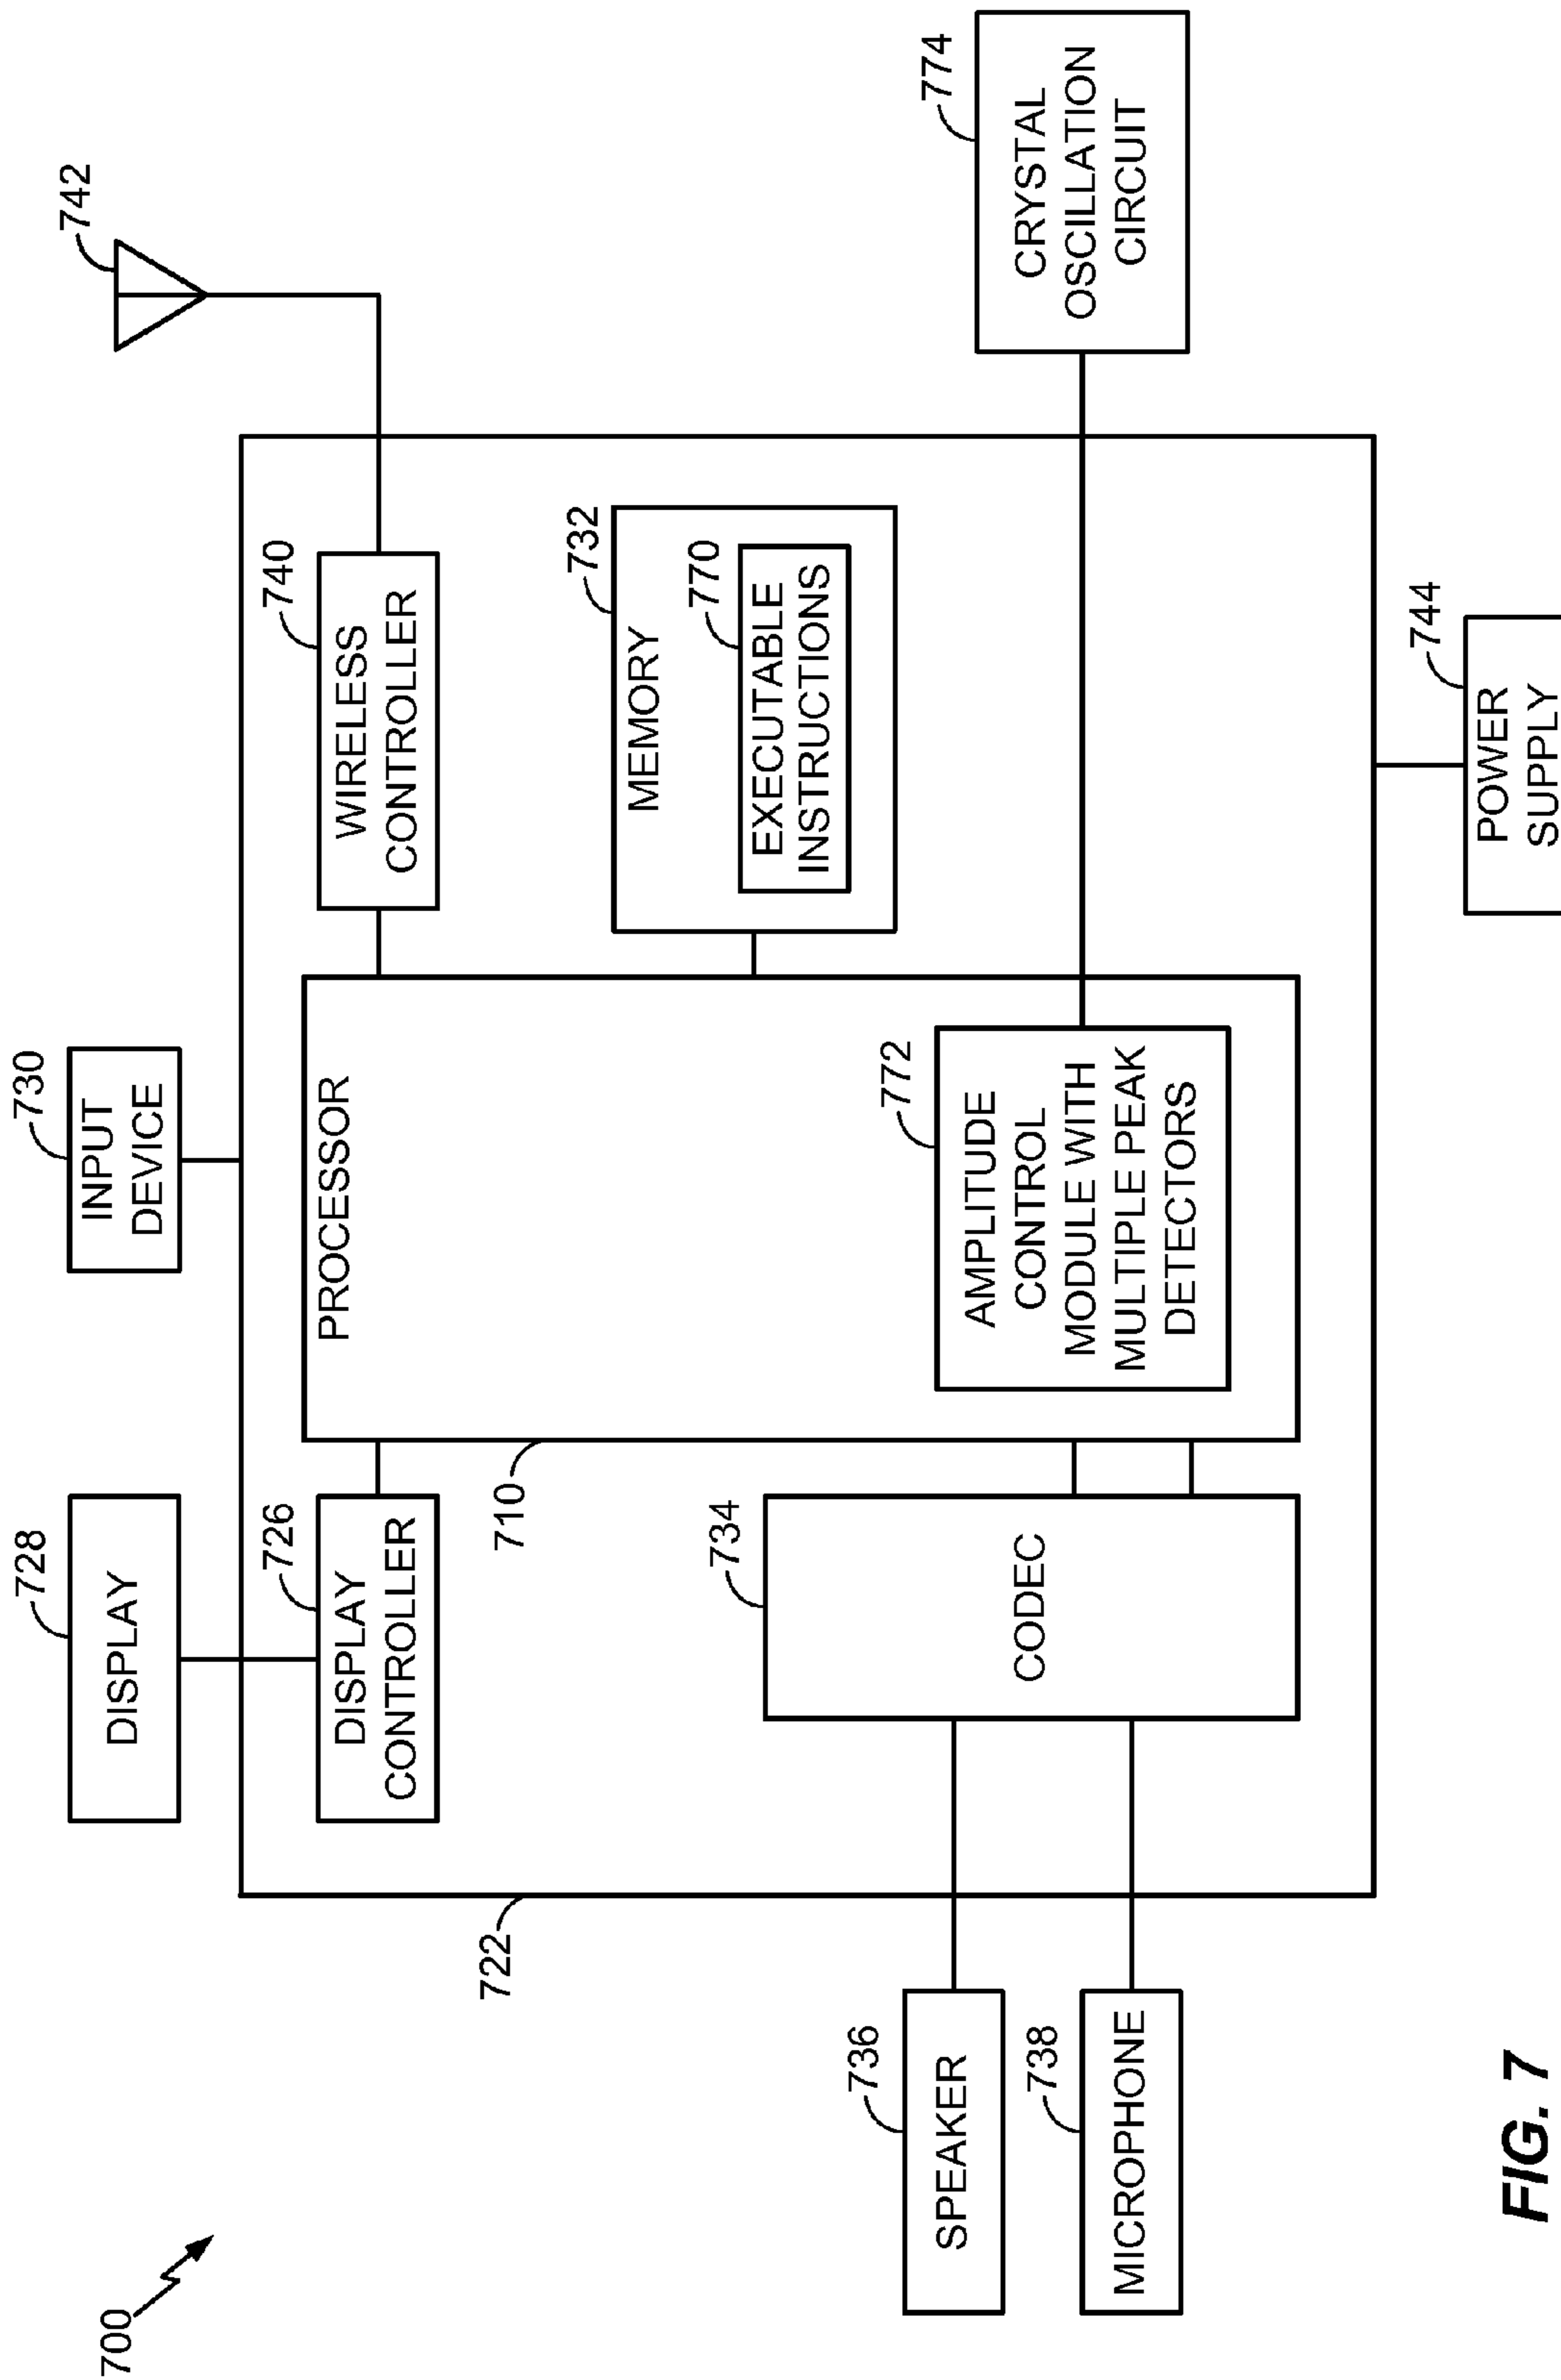 700
728
DISPLAY
730
INPUT
DEVICE
742
726
DISPLAY
CONTROLLER
740
WIRELESS
CONTROLLER
710
PROCESSOR
732
MEMORY
770
EXECUTABLE
INSTRUCTIONS
734
CODEC
772
AMPLITUDE
CONTROL
MODULE WITH
MULTIPLE PEAK
DETECTORS
774
CRYSTAL
OSCILLATION
CIRCUIT
722
736
SPEAKER
738
MICROPHONE
744
POWER
SUPPLY
FIG. 7